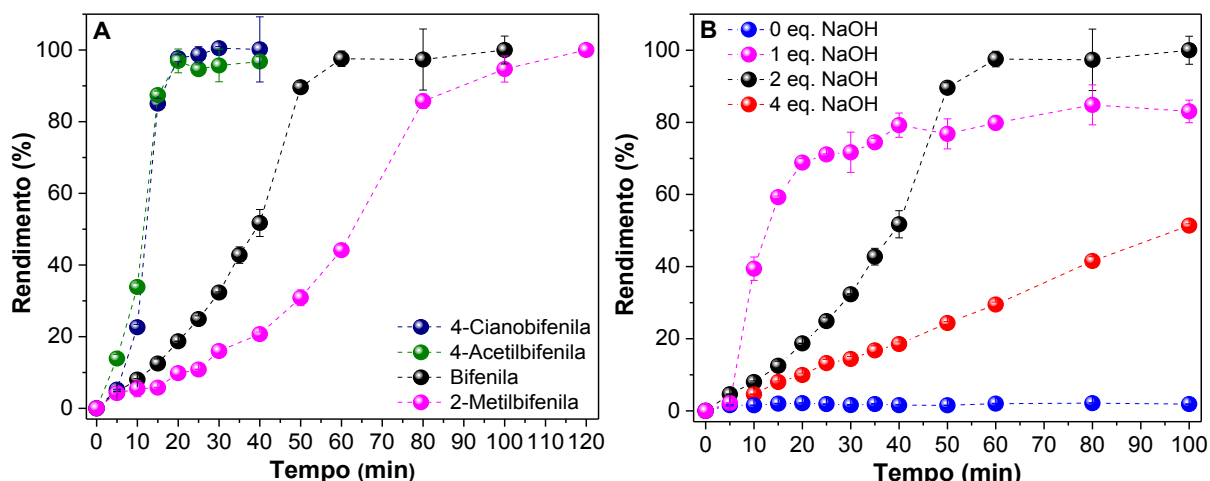 A
Rendimento (%)
100
80
60
40
20
0
4-Cianobifenila
4-Acetilbifenila
Bifenila
2-Metilbifenila
0 10 20 30 40 50 60 70 80 90 100 110 120
Tempo (min)
B
0 eq. NaOH
1 eq. NaOH
2 eq. NaOH
4 eq. NaOH
Rendimento (%)
100
80
60
40
20
0
0 10 20 30 40 50 60 70 80 90 100
Tempo (min)